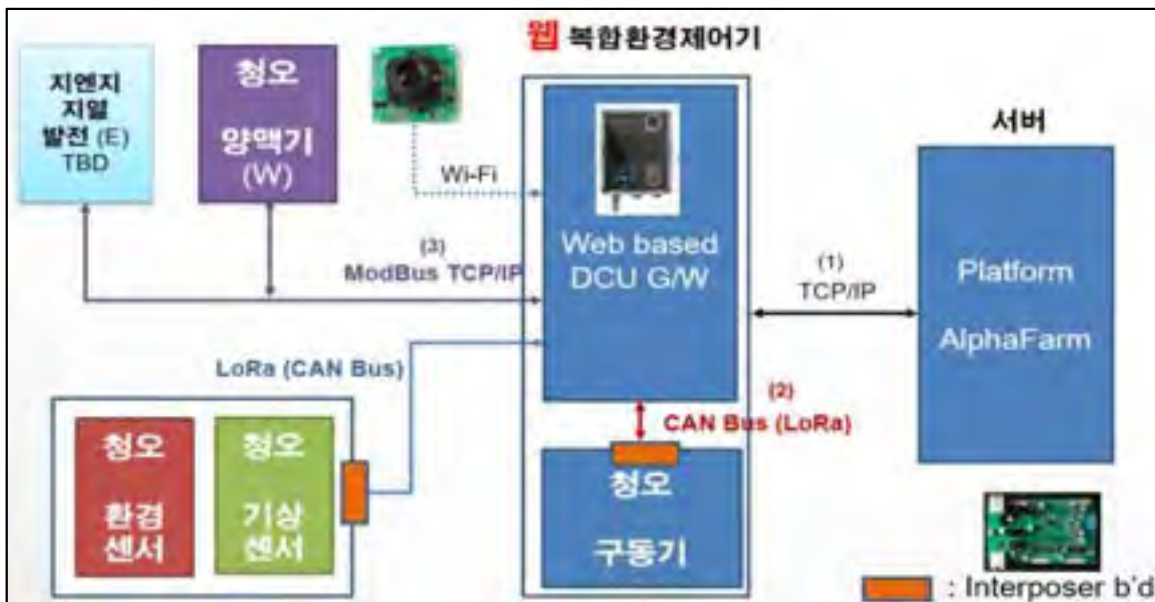 웹 복합환경제어기
지엔지
지열
발전 (E)
TBD
청오
양액기
(W)
Wi-Fi
(3)
ModBus TCP/IP
Web based
DCU G/W
(1)
TCP/IP
서버
Platform
AlphaFarm
LoRa (CAN Bus)
(2)
CAN Bus (LoRa)
청오
환경
센서
청오
기상
센서
청오
구동기
: Interposer b'd